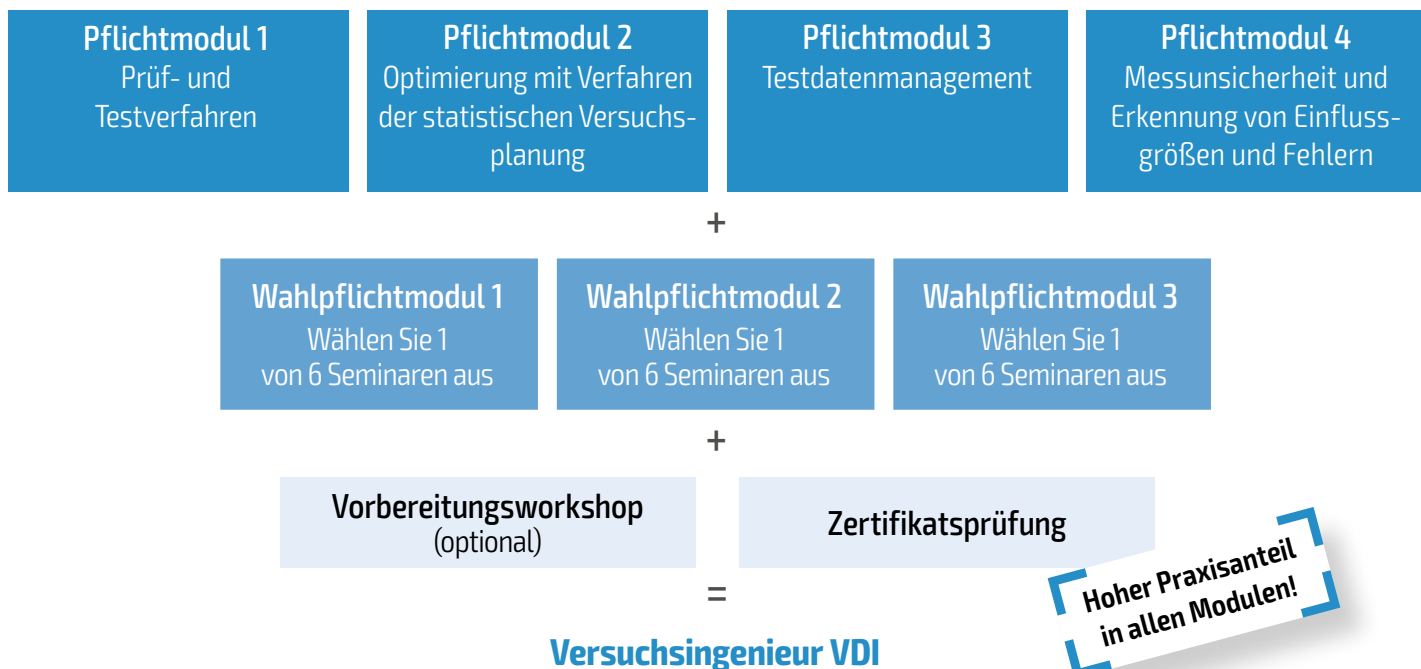 Pflichtmodul 1
Prüf- und
Testverfahren
Pflichtmodul 2
Optimierung mit Verfahren
der statistischen Versuchs-
planung
Pflichtmodul 3
Testdatenmanagement
Pflichtmodul 4
Messunsicherheit und
Erkennung von Einfluss-
größen und Fehlern
+
Wahlpflichtmodul 1
Wählen Sie 1
von 6 Seminaren aus
Wahlpflichtmodul 2
Wählen Sie 1
von 6 Seminaren aus
Wahlpflichtmodul 3
Wählen Sie 1
von 6 Seminaren aus
+
Vorbereitungsworkshop
(optional)
Zertifikatsprüfung
=
Hoher Praxisanteil
in allen Modulen!
Versuchsingenieur VDI